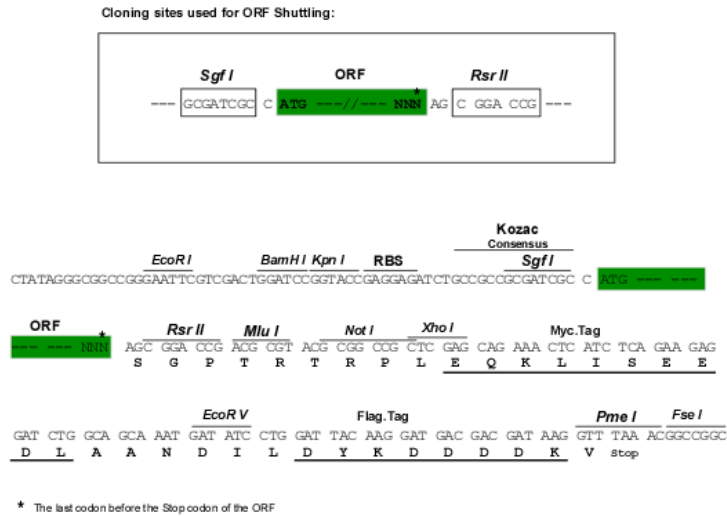 Cloning sites used for ORF Shuttling:
Sgf I ORF Rsr II
*
--- GCGATCGC C ATG ---//--- NNN AG C GGA CCG ---
Kozac
Consensus
EcoR I BamH I Kpn I RBS Sgf I
CTATAGGGCGGCCGGGAATTCGTCGACTGGATCCGGTACCGAGGAGATCTGCCGCCGCGATCGC C ATG --- ---
ORF * Rsr II Mlu I Not I Xho I Myc.Tag
--- --- NNN AGC GGA CCG ACG CGT ACG CGG CCG CTC GAG CAG AAA CTC ATC TCA GAA GAG
S G P T R T R P L E Q K L I S E E
EcoR V Flag.Tag Pme I Fse I
GAT CTG GCA GCA AAT GAT ATC CTG GAT TAC AAG GAT GAC GAC GAT AAG GTT TAA ACGGCCGGC
D L A A N D I L D Y K D D D D K V Stop
* The last codon before the Stop codon of the ORF